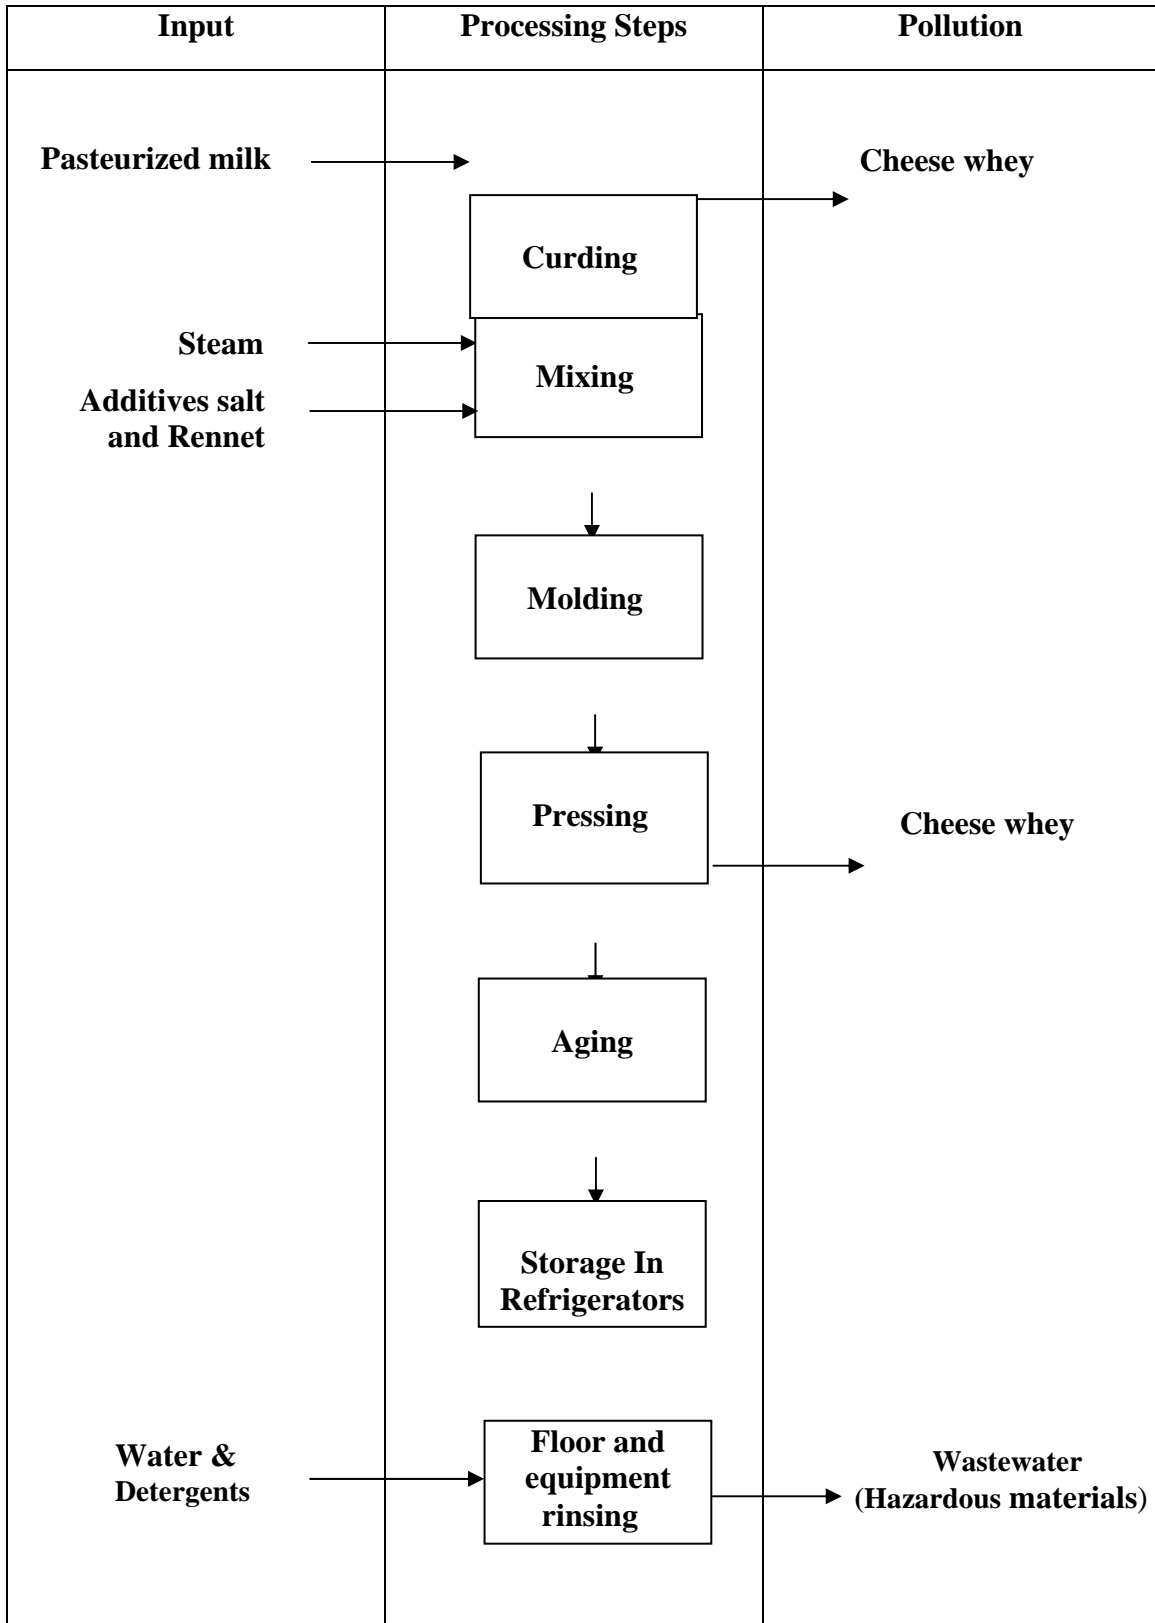 Input
Processing Steps
Pollution
Pasteurized milk
Cheese whey
Curding
Steam
Mixing
Additives salt
and Rennet
Molding
Pressing
Cheese whey
Aging
Storage In
Refrigerators
Water &
Detergents
Floor and
equipment
rinsing
Wastewater
(Hazardous materials)